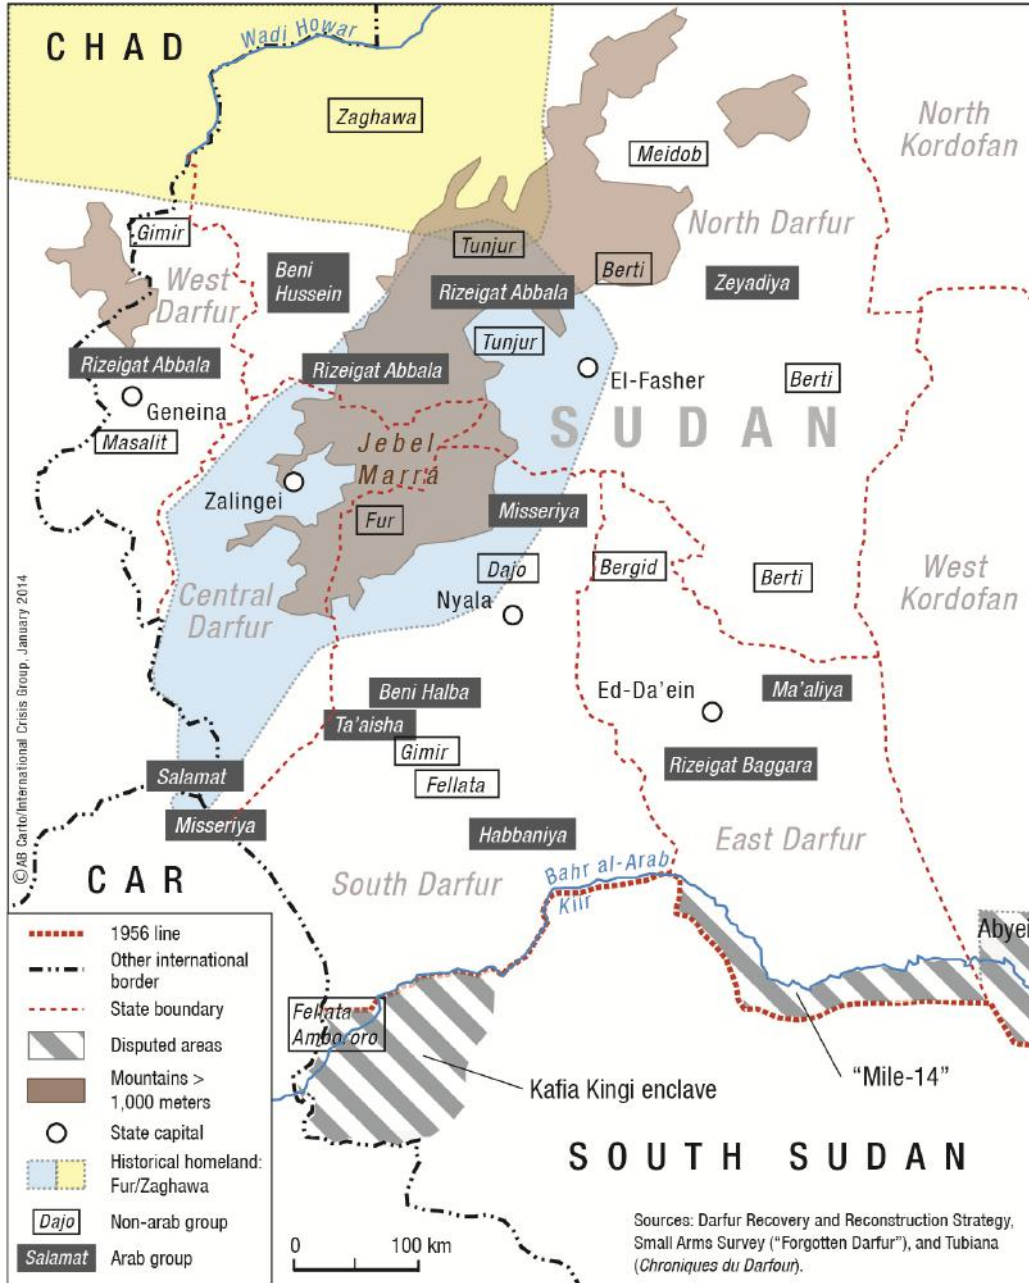 CHAD
Wadi Howar
Zaghawa
Meidob
North
Kordofan
Gimir
West
Darfur
Beni
Hussein
Tunjur
North Darfur
Berti
Zeyadiya
Rizeigat Abbala
Tunjur
Rizeigat Abbala
Rizeigat Abbala
El-Fasher
Berti
Geneina
Masalit
SUDAN
Jebel
Marra
Zalingei
Fur
Misseriya
Dajo
Bergid
Berti
West
Kordofan
Central
Darfur
Nyala
Beni Halba
Ed-Da'ein
Ma'aliya
Ta'aisha
Gimir
Fellata
Rizeigat Baggara
Salamat
Misseriya
Habbaniya
East Darfur
CAR
South Darfur
Bahr al-Arab
Kiir
Abyei
Fellata
Ambororo
Kafia Kingi enclave
"Mile-14"
SOUTH SUDAN
©AB Carto/International Crisis Group, January 2014
1956 line
Other international
border
State boundary
Disputed areas
Mountains >
1,000 meters
State capital
Historical homeland:
Fur/Zaghawa
Dajo Non-arab group
Salamat Arab group
0 100 km
Sources: Darfur Recovery and Reconstruction Strategy,
Small Arms Survey ("Forgotten Darfur"), and Tubiana
(Chroniques du Darfour).